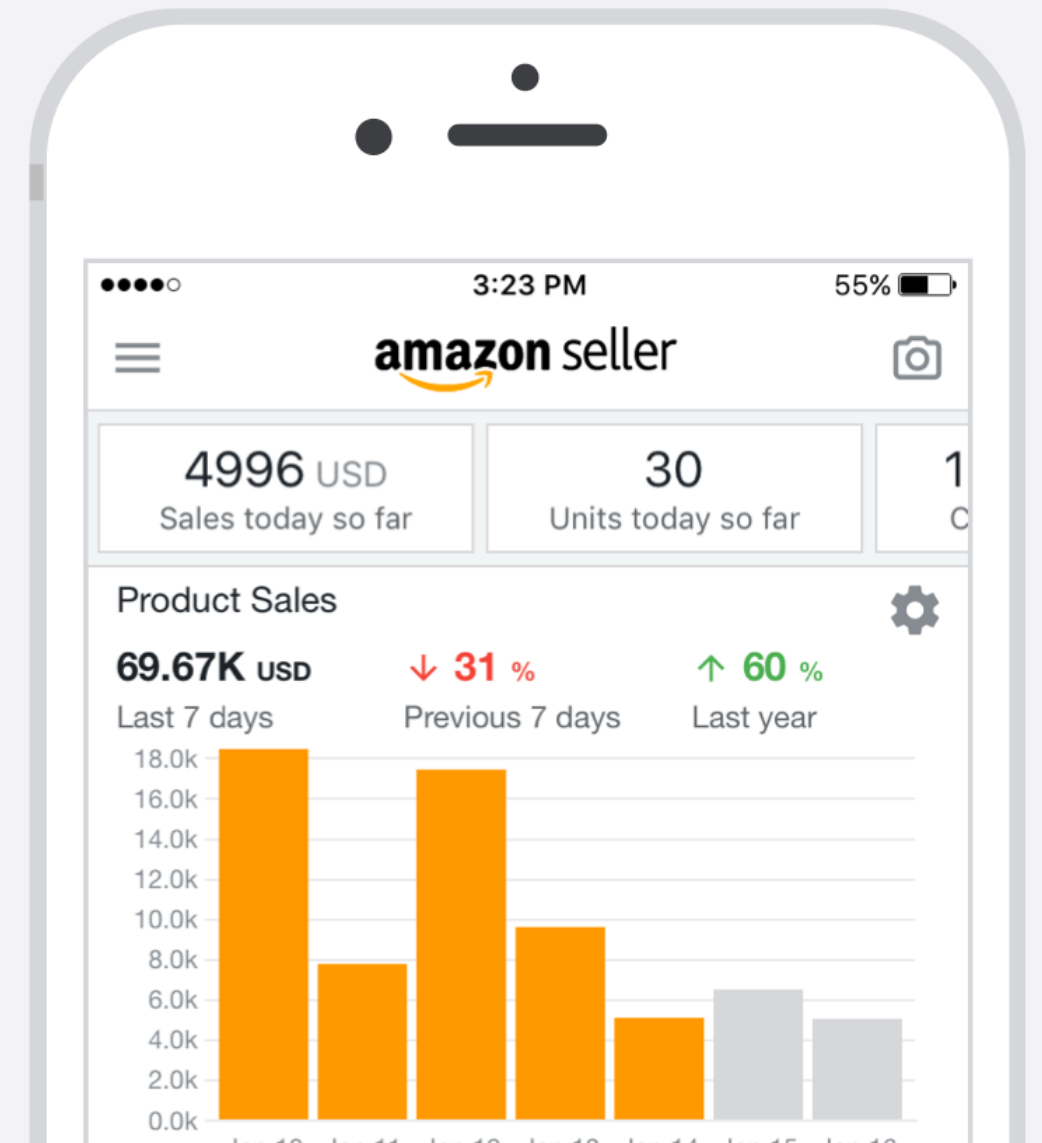 3:23 PM 55%
amazon seller
4996 USD 30 1
Sales today so far Units today so far C
Product Sales
69.67K USD ↓ 31 % ↑ 60 %
Last 7 days Previous 7 days Last year
18.0k
16.0k
14.0k
12.0k
10.0k
8.0k
6.0k
4.0k
2.0k
0.0k